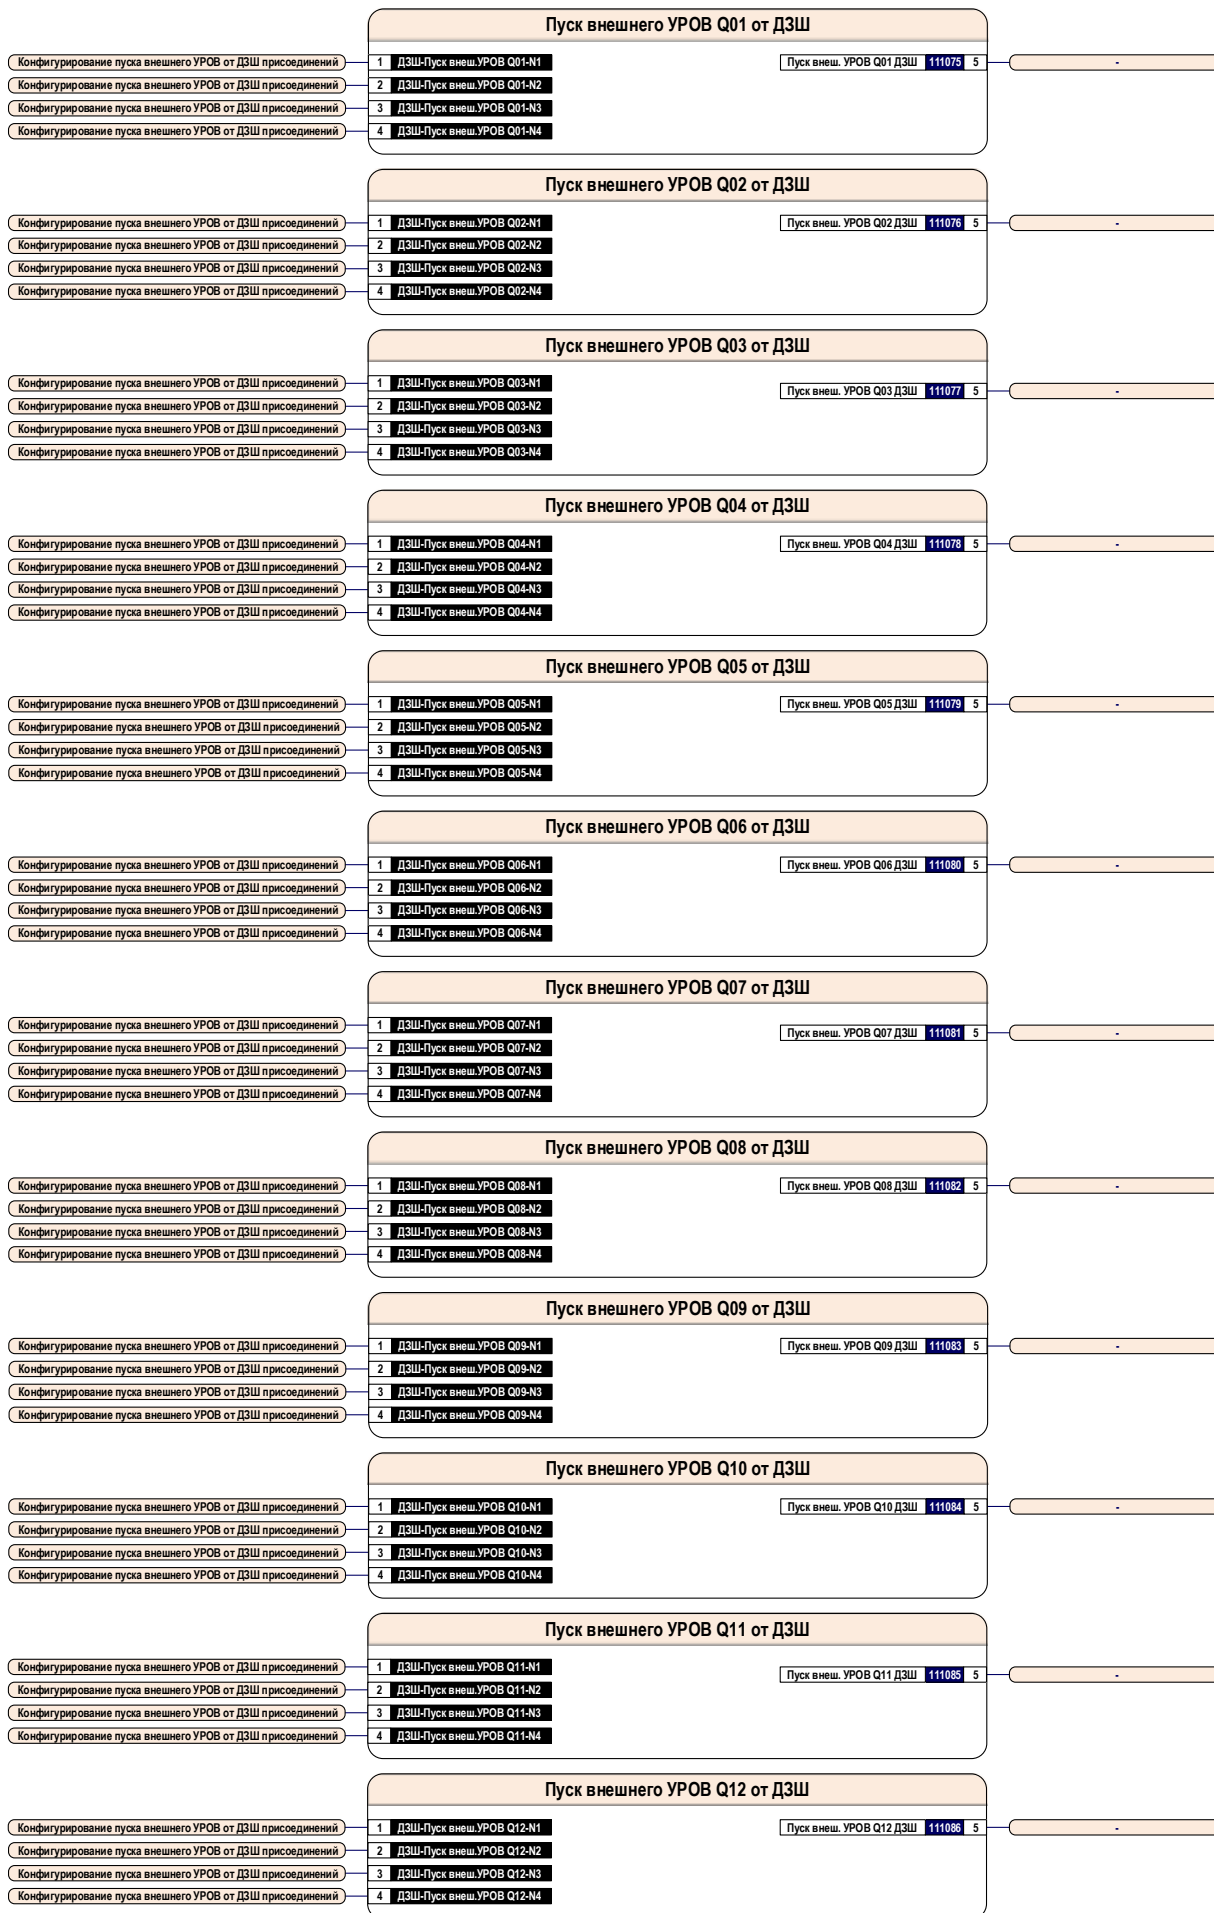 Пуск внешнего УРОВ Q01 от ДЗШ
Конфигурирование пуска внешнего УРОВ от ДЗШ присоединений 1 ДЗШ-Пуск внеш.УРОВ Q01-N1 Пуск внеш. УРОВ Q01 ДЗШ 111075 5 -
Конфигурирование пуска внешнего УРОВ от ДЗШ присоединений 2 ДЗШ-Пуск внеш.УРОВ Q01-N2
Конфигурирование пуска внешнего УРОВ от ДЗШ присоединений 3 ДЗШ-Пуск внеш.УРОВ Q01-N3
Конфигурирование пуска внешнего УРОВ от ДЗШ присоединений 4 ДЗШ-Пуск внеш.УРОВ Q01-N4
Пуск внешнего УРОВ Q02 от ДЗШ
Конфигурирование пуска внешнего УРОВ от ДЗШ присоединений 1 ДЗШ-Пуск внеш.УРОВ Q02-N1 Пуск внеш. УРОВ Q02 ДЗШ 111076 5 -
Конфигурирование пуска внешнего УРОВ от ДЗШ присоединений 2 ДЗШ-Пуск внеш.УРОВ Q02-N2
Конфигурирование пуска внешнего УРОВ от ДЗШ присоединений 3 ДЗШ-Пуск внеш.УРОВ Q02-N3
Конфигурирование пуска внешнего УРОВ от ДЗШ присоединений 4 ДЗШ-Пуск внеш.УРОВ Q02-N4
Пуск внешнего УРОВ Q03 от ДЗШ
Конфигурирование пуска внешнего УРОВ от ДЗШ присоединений 1 ДЗШ-Пуск внеш.УРОВ Q03-N1 Пуск внеш. УРОВ Q03 ДЗШ 111077 5 -
Конфигурирование пуска внешнего УРОВ от ДЗШ присоединений 2 ДЗШ-Пуск внеш.УРОВ Q03-N2
Конфигурирование пуска внешнего УРОВ от ДЗШ присоединений 3 ДЗШ-Пуск внеш.УРОВ Q03-N3
Конфигурирование пуска внешнего УРОВ от ДЗШ присоединений 4 ДЗШ-Пуск внеш.УРОВ Q03-N4
Пуск внешнего УРОВ Q04 от ДЗШ
Конфигурирование пуска внешнего УРОВ от ДЗШ присоединений 1 ДЗШ-Пуск внеш.УРОВ Q04-N1 Пуск внеш. УРОВ Q04 ДЗШ 111078 5 -
Конфигурирование пуска внешнего УРОВ от ДЗШ присоединений 2 ДЗШ-Пуск внеш.УРОВ Q04-N2
Конфигурирование пуска внешнего УРОВ от ДЗШ присоединений 3 ДЗШ-Пуск внеш.УРОВ Q04-N3
Конфигурирование пуска внешнего УРОВ от ДЗШ присоединений 4 ДЗШ-Пуск внеш.УРОВ Q04-N4
Пуск внешнего УРОВ Q05 от ДЗШ
Конфигурирование пуска внешнего УРОВ от ДЗШ присоединений 1 ДЗШ-Пуск внеш.УРОВ Q05-N1 Пуск внеш. УРОВ Q05 ДЗШ 111079 5 -
Конфигурирование пуска внешнего УРОВ от ДЗШ присоединений 2 ДЗШ-Пуск внеш.УРОВ Q05-N2
Конфигурирование пуска внешнего УРОВ от ДЗШ присоединений 3 ДЗШ-Пуск внеш.УРОВ Q05-N3
Конфигурирование пуска внешнего УРОВ от ДЗШ присоединений 4 ДЗШ-Пуск внеш.УРОВ Q05-N4
Пуск внешнего УРОВ Q06 от ДЗШ
Конфигурирование пуска внешнего УРОВ от ДЗШ присоединений 1 ДЗШ-Пуск внеш.УРОВ Q06-N1 Пуск внеш. УРОВ Q06 ДЗШ 111080 5 -
Конфигурирование пуска внешнего УРОВ от ДЗШ присоединений 2 ДЗШ-Пуск внеш.УРОВ Q06-N2
Конфигурирование пуска внешнего УРОВ от ДЗШ присоединений 3 ДЗШ-Пуск внеш.УРОВ Q06-N3
Конфигурирование пуска внешнего УРОВ от ДЗШ присоединений 4 ДЗШ-Пуск внеш.УРОВ Q06-N4
Пуск внешнего УРОВ Q07 от ДЗШ
Конфигурирование пуска внешнего УРОВ от ДЗШ присоединений 1 ДЗШ-Пуск внеш.УРОВ Q07-N1 Пуск внеш. УРОВ Q07 ДЗШ 111081 5 -
Конфигурирование пуска внешнего УРОВ от ДЗШ присоединений 2 ДЗШ-Пуск внеш.УРОВ Q07-N2
Конфигурирование пуска внешнего УРОВ от ДЗШ присоединений 3 ДЗШ-Пуск внеш.УРОВ Q07-N3
Конфигурирование пуска внешнего УРОВ от ДЗШ присоединений 4 ДЗШ-Пуск внеш.УРОВ Q07-N4
Пуск внешнего УРОВ Q08 от ДЗШ
Конфигурирование пуска внешнего УРОВ от ДЗШ присоединений 1 ДЗШ-Пуск внеш.УРОВ Q08-N1 Пуск внеш. УРОВ Q08 ДЗШ 111082 5 -
Конфигурирование пуска внешнего УРОВ от ДЗШ присоединений 2 ДЗШ-Пуск внеш.УРОВ Q08-N2
Конфигурирование пуска внешнего УРОВ от ДЗШ присоединений 3 ДЗШ-Пуск внеш.УРОВ Q08-N3
Конфигурирование пуска внешнего УРОВ от ДЗШ присоединений 4 ДЗШ-Пуск внеш.УРОВ Q08-N4
Пуск внешнего УРОВ Q09 от ДЗШ
Конфигурирование пуска внешнего УРОВ от ДЗШ присоединений 1 ДЗШ-Пуск внеш.УРОВ Q09-N1 Пуск внеш. УРОВ Q09 ДЗШ 111083 5 -
Конфигурирование пуска внешнего УРОВ от ДЗШ присоединений 2 ДЗШ-Пуск внеш.УРОВ Q09-N2
Конфигурирование пуска внешнего УРОВ от ДЗШ присоединений 3 ДЗШ-Пуск внеш.УРОВ Q09-N3
Конфигурирование пуска внешнего УРОВ от ДЗШ присоединений 4 ДЗШ-Пуск внеш.УРОВ Q09-N4
Пуск внешнего УРОВ Q10 от ДЗШ
Конфигурирование пуска внешнего УРОВ от ДЗШ присоединений 1 ДЗШ-Пуск внеш.УРОВ Q10-N1 Пуск внеш. УРОВ Q10 ДЗШ 111084 5 -
Конфигурирование пуска внешнего УРОВ от ДЗШ присоединений 2 ДЗШ-Пуск внеш.УРОВ Q10-N2
Конфигурирование пуска внешнего УРОВ от ДЗШ присоединений 3 ДЗШ-Пуск внеш.УРОВ Q10-N3
Конфигурирование пуска внешнего УРОВ от ДЗШ присоединений 4 ДЗШ-Пуск внеш.УРОВ Q10-N4
Пуск внешнего УРОВ Q11 от ДЗШ
Конфигурирование пуска внешнего УРОВ от ДЗШ присоединений 1 ДЗШ-Пуск внеш.УРОВ Q11-N1 Пуск внеш. УРОВ Q11 ДЗШ 111085 5 -
Конфигурирование пуска внешнего УРОВ от ДЗШ присоединений 2 ДЗШ-Пуск внеш.УРОВ Q11-N2
Конфигурирование пуска внешнего УРОВ от ДЗШ присоединений 3 ДЗШ-Пуск внеш.УРОВ Q11-N3
Конфигурирование пуска внешнего УРОВ от ДЗШ присоединений 4 ДЗШ-Пуск внеш.УРОВ Q11-N4
Пуск внешнего УРОВ Q12 от ДЗШ
Конфигурирование пуска внешнего УРОВ от ДЗШ присоединений 1 ДЗШ-Пуск внеш.УРОВ Q12-N1 Пуск внеш. УРОВ Q12 ДЗШ 111086 5 -
Конфигурирование пуска внешнего УРОВ от ДЗШ присоединений 2 ДЗШ-Пуск внеш.УРОВ Q12-N2
Конфигурирование пуска внешнего УРОВ от ДЗШ присоединений 3 ДЗШ-Пуск внеш.УРОВ Q12-N3
Конфигурирование пуска внешнего УРОВ от ДЗШ присоединений 4 ДЗШ-Пуск внеш.УРОВ Q12-N4